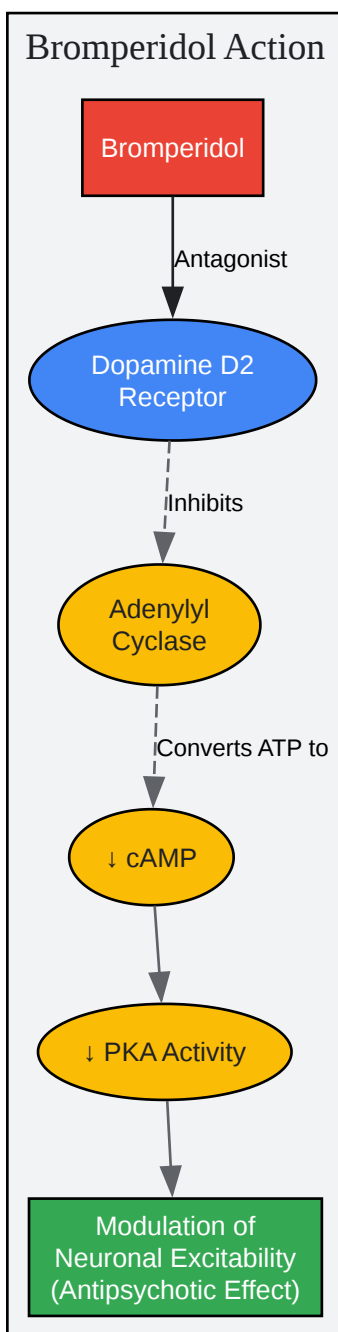 Bromperidol Action
Bromperidol
Antagonist
Dopamine D2
Receptor
Inhibits
Adenylyl
Cyclase
Converts ATP to
↓ cAMP
↓ PKA Activity
Modulation of
Neuronal Excitability
(Antipsychotic Effect)